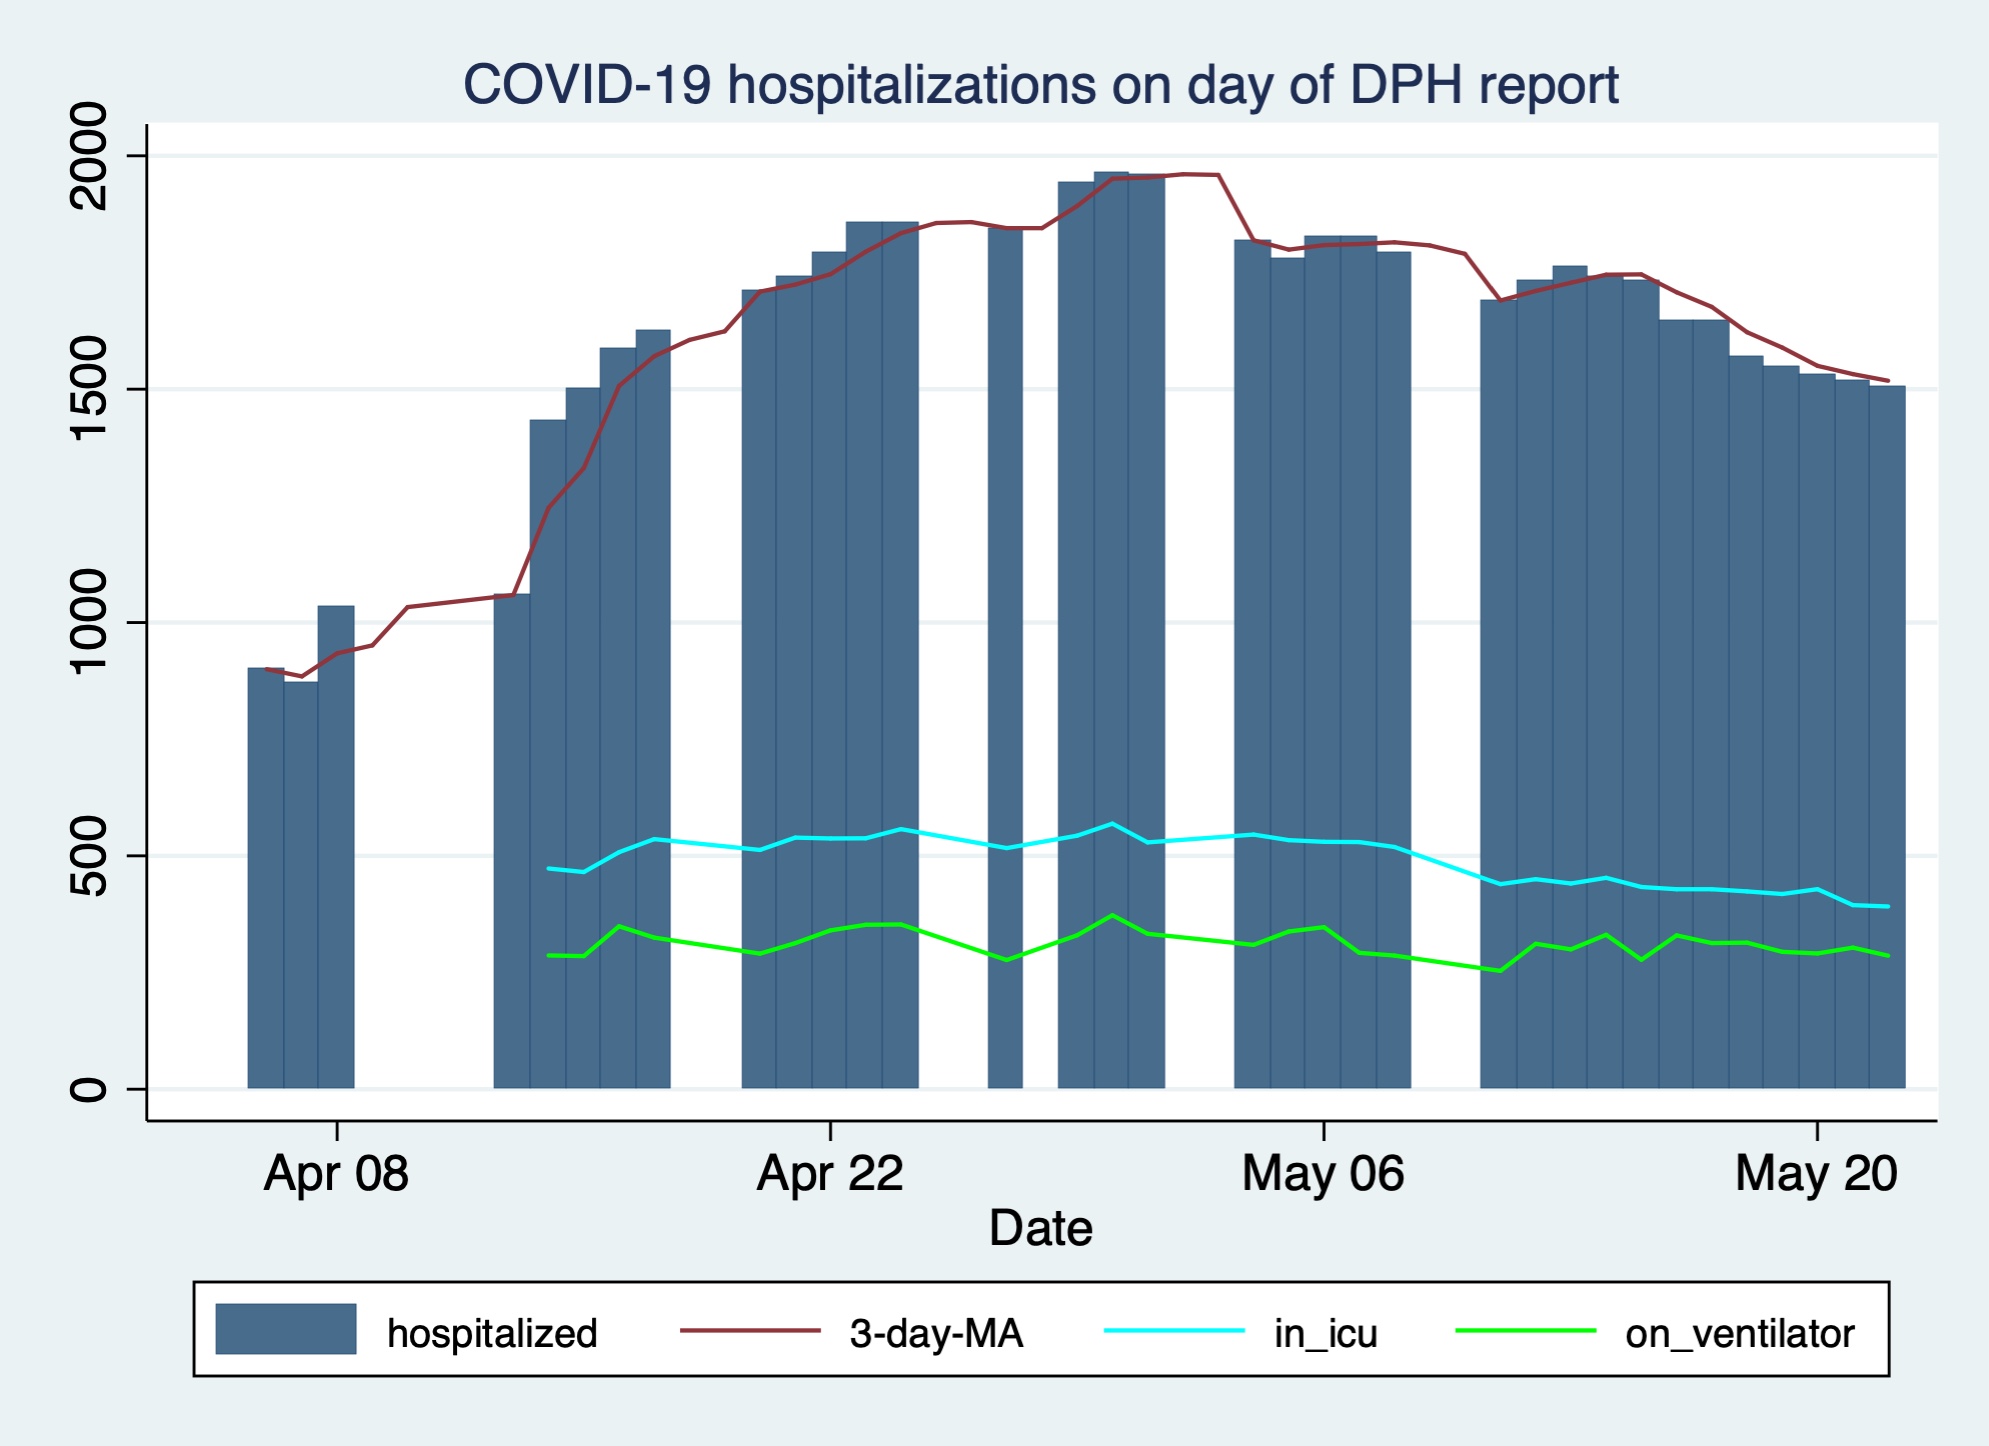 COVID-19 hospitalizations on day of DPH report
2000
1500
1000
500
0
Apr 08 Apr 22 May 06 May 20
Date
hospitalized 3-day-MA in_icu on_ventilator